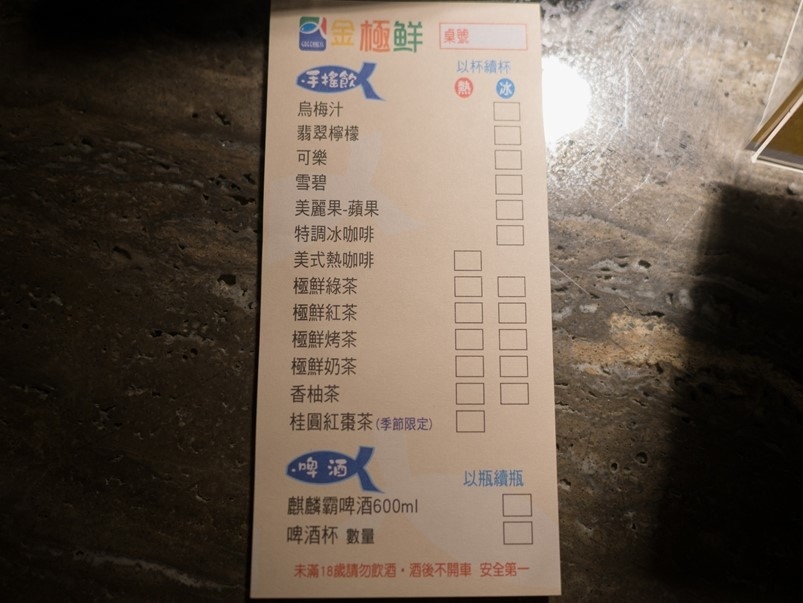 金極鮮
桌號
手搖飲
以杯續杯
熱 冰
烏梅汁
翡翠檸檬
可樂
雪碧
美麗果-蘋果
特調冰咖啡
美式熱咖啡
極鮮綠茶
極鮮紅茶
極鮮烤茶
極鮮奶茶
香柚茶
桂圓紅棗茶(季節限定)
啤酒
以瓶續瓶
麒麟霸啤酒600ml
啤酒杯 數量
未滿18歲請勿飲酒·酒後不開車 安全第一